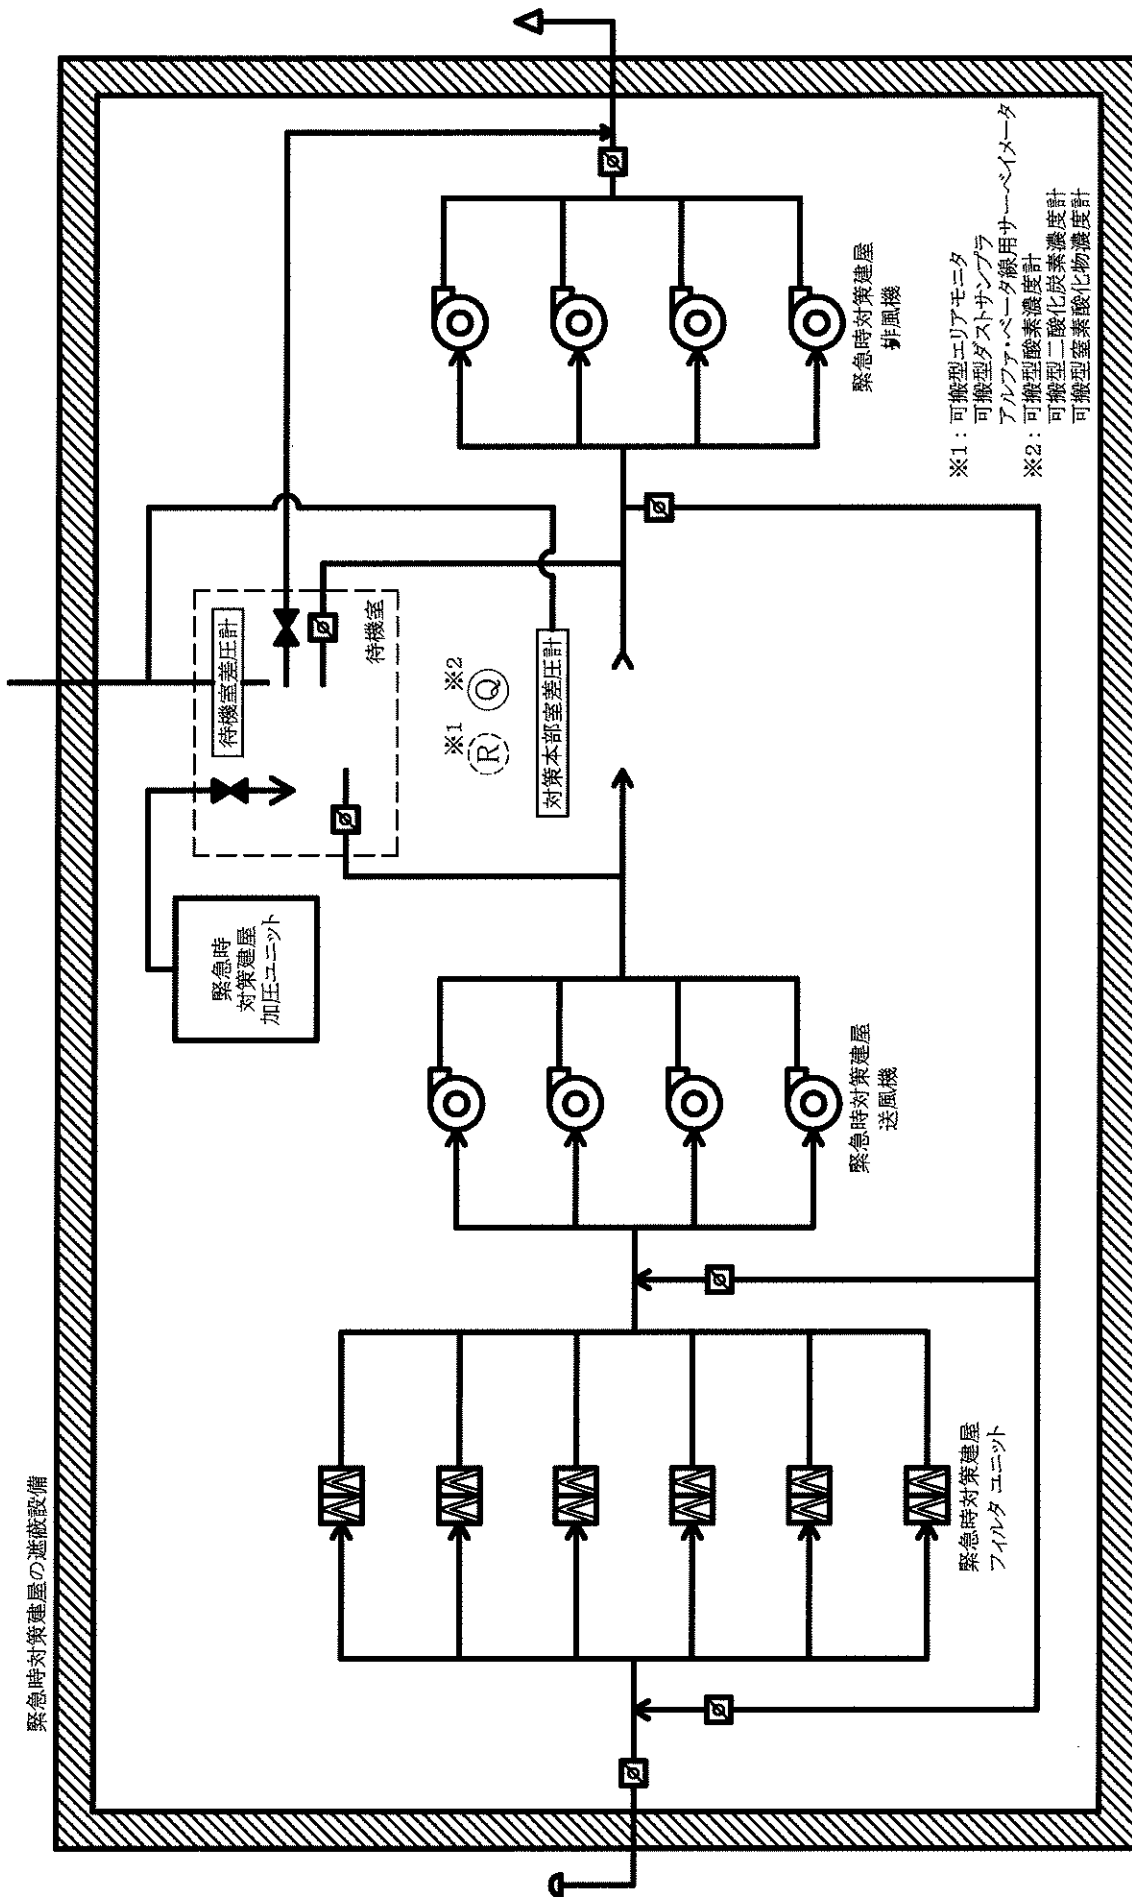 緊急時対策建屋の遮蔽設備
緊急時
対策建屋
加圧ユニット
待機室差圧計
待機室
※1
※2
R
Q
対策本部室差圧計
緊急時対策建屋
フィルタ ユニット
緊急時対策建屋
送風機
緊急時対策建屋
排風機
※1：可搬型エリアモニタ
可搬型ダストサンプラ
アルファ・ベータ線用サーベイメータ
※2：可搬型酸素濃度計
可搬型二酸化炭素濃度計
可搬型窒素酸化物濃度計